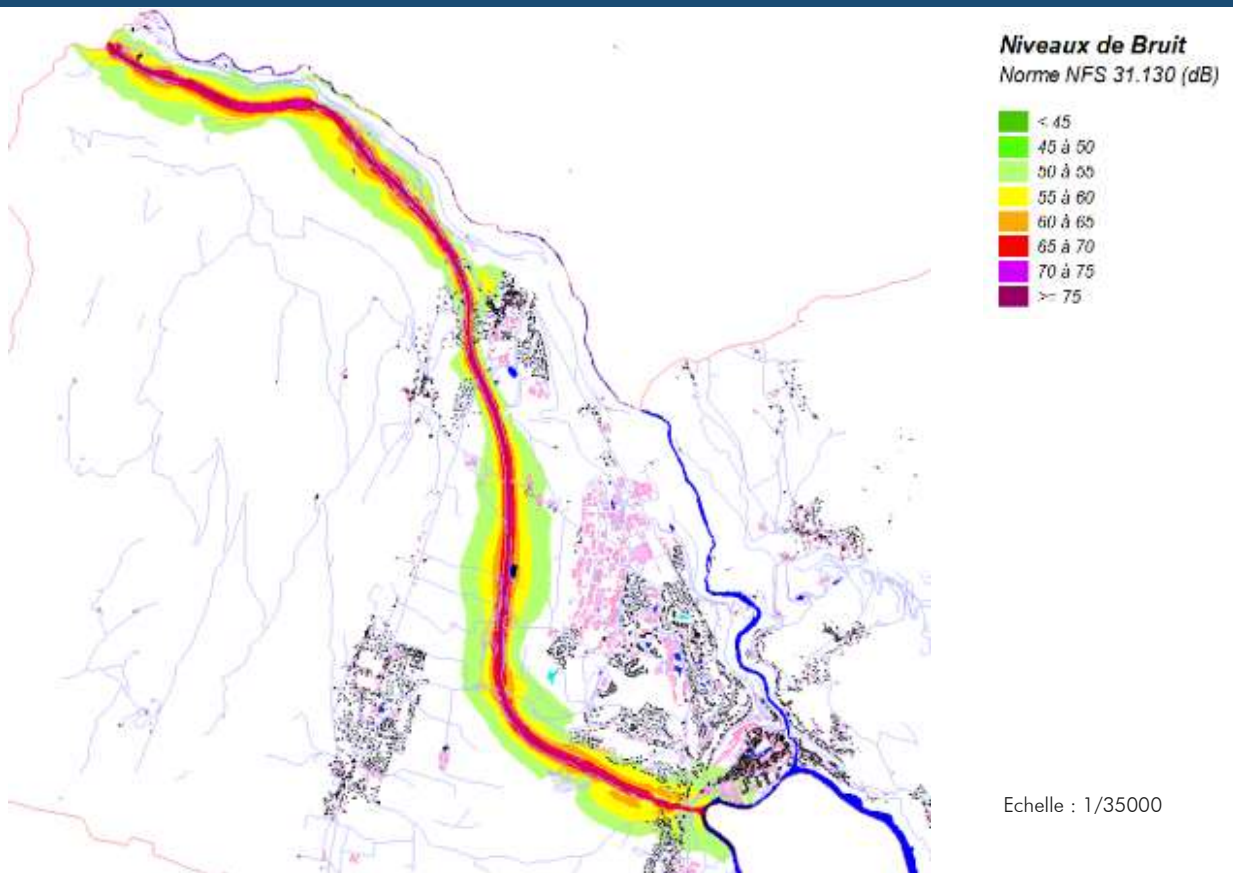 Niveaux de Bruit
Norme NFS 31.130 (dB)
< 45
45 à 50
50 à 55
55 à 60
60 à 65
65 à 70
70 à 75
>= 75
Echelle : 1/35000